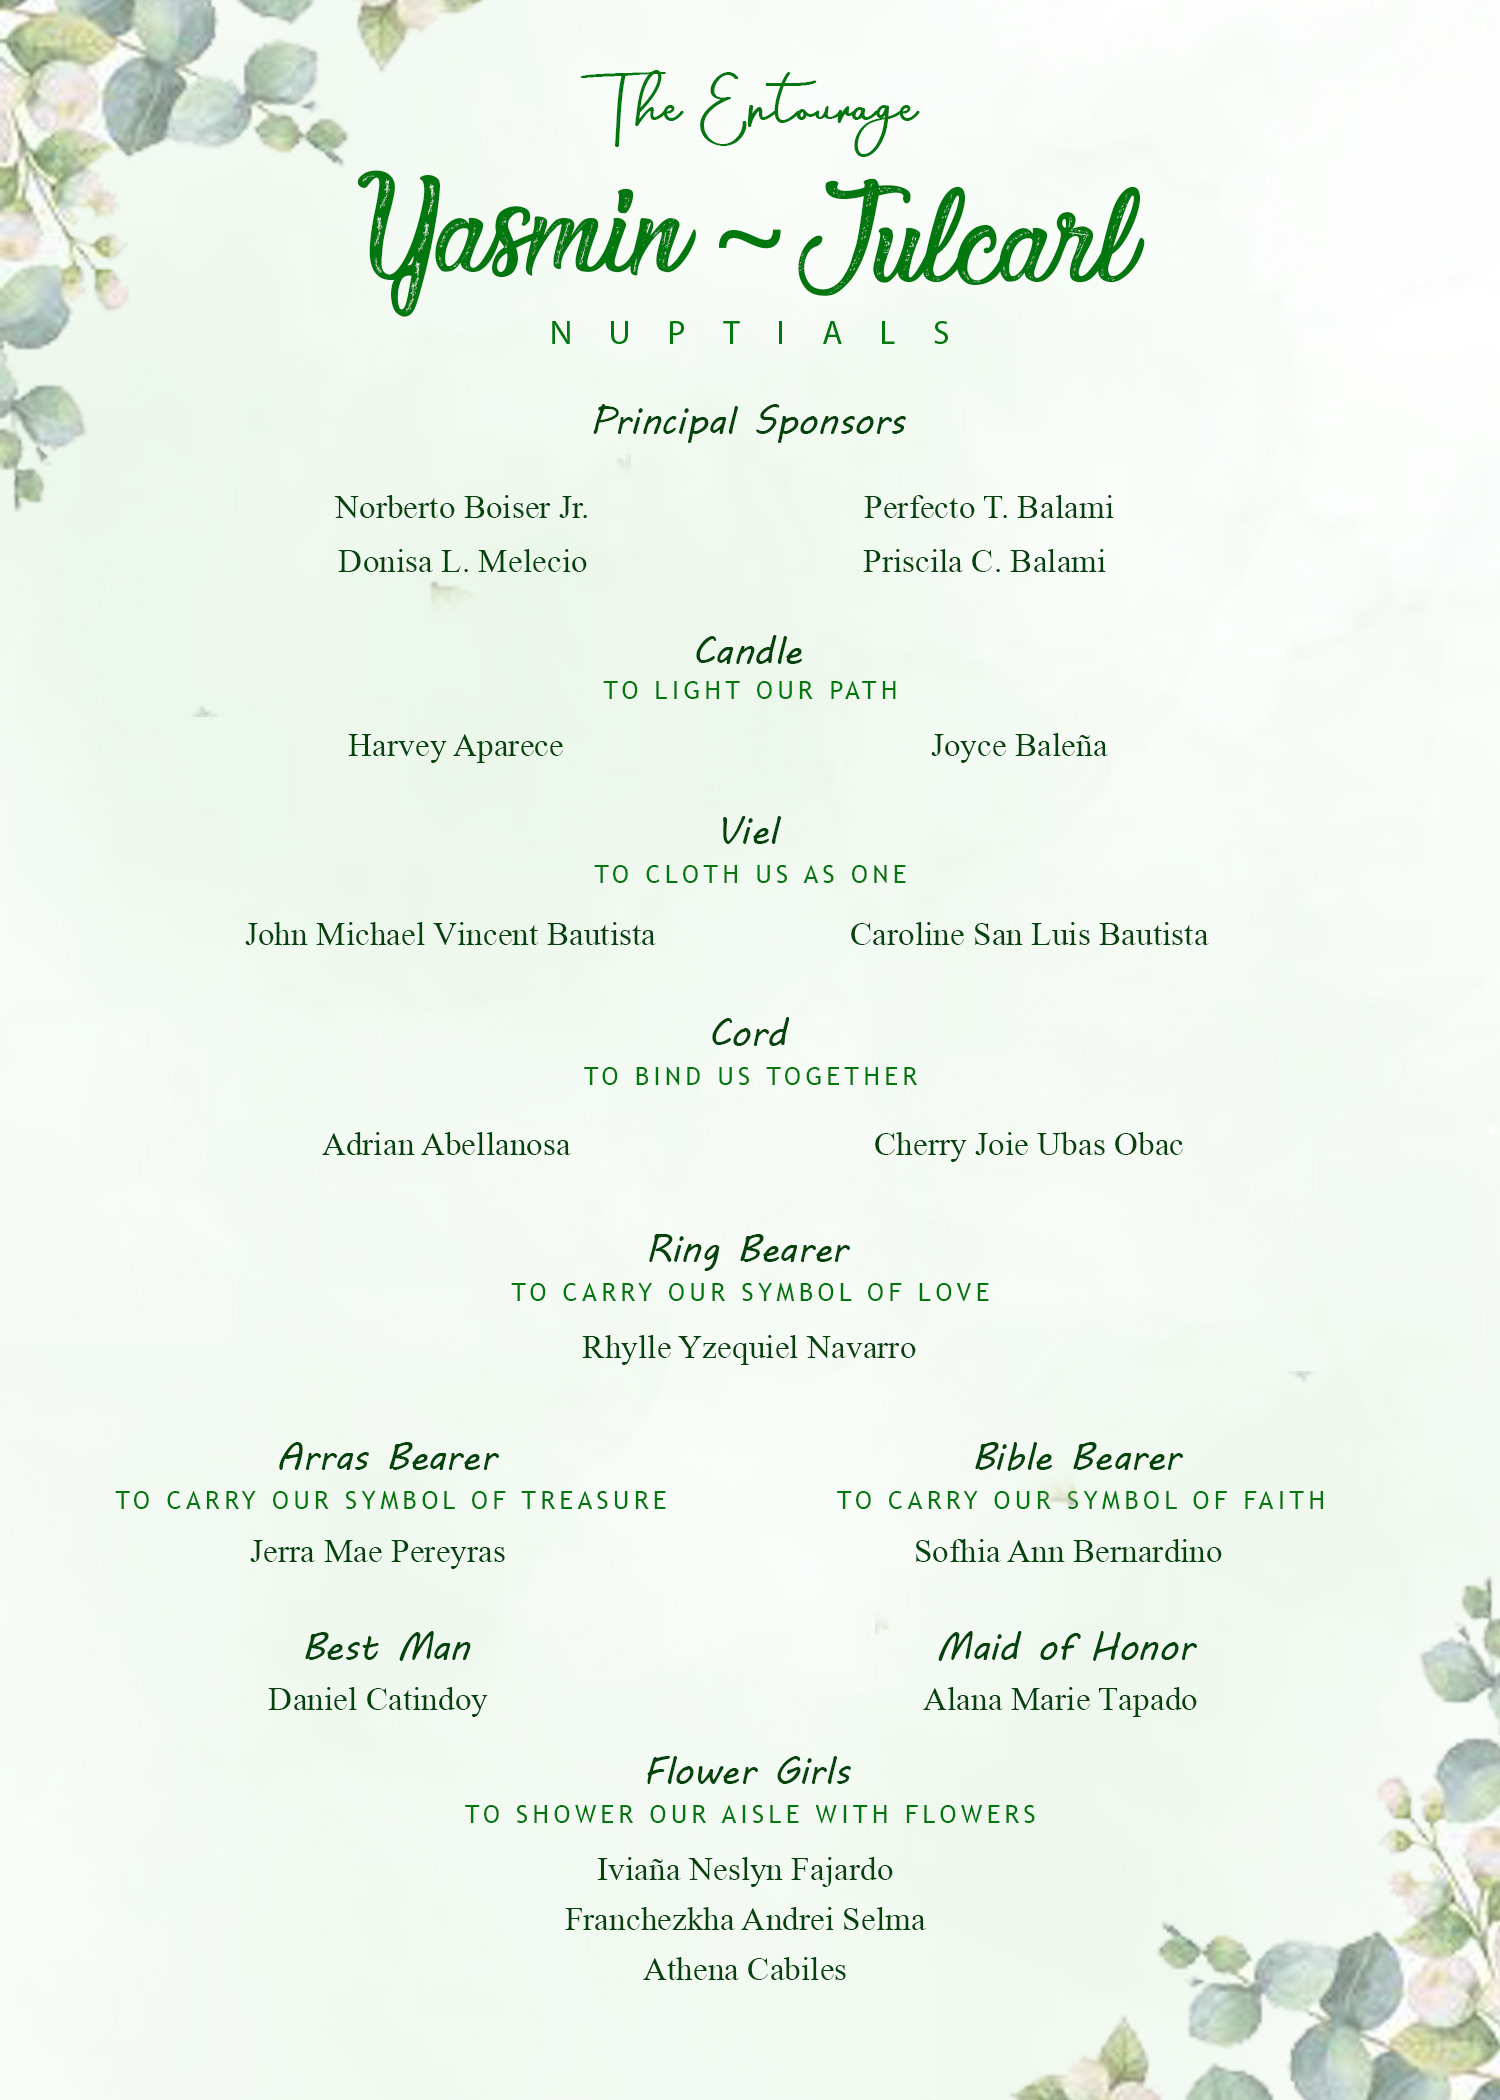 The Entourage
Yasmin ~ Julcarl
NUPTIALS
Principal Sponsors
Norberto Boiser Jr. Perfecto T. Balami
Donisa L. Melecio Priscila C. Balami
Candle
TO LIGHT OUR PATH
Harvey Aparece Joyce Baleña
Viel
TO CLOTH US AS ONE
John Michael Vincent Bautista Caroline San Luis Bautista
Cord
TO BIND US TOGETHER
Adrian Abellanosa Cherry Joie Ubas Obac
Ring Bearer
TO CARRY OUR SYMBOL OF LOVE
Rhylle Yzequiel Navarro
Arras Bearer Bible Bearer
TO CARRY OUR SYMBOL OF TREASURE TO CARRY OUR SYMBOL OF FAITH
Jerra Mae Pereyras Sofhia Ann Bernardino
Best Man Maid of Honor
Daniel Catindoy Alana Marie Tapado
Flower Girls
TO SHOWER OUR AISLE WITH FLOWERS
Iviaña Neslyn Fajardo
Franchezkha Andrei Selma
Athena Cabiles